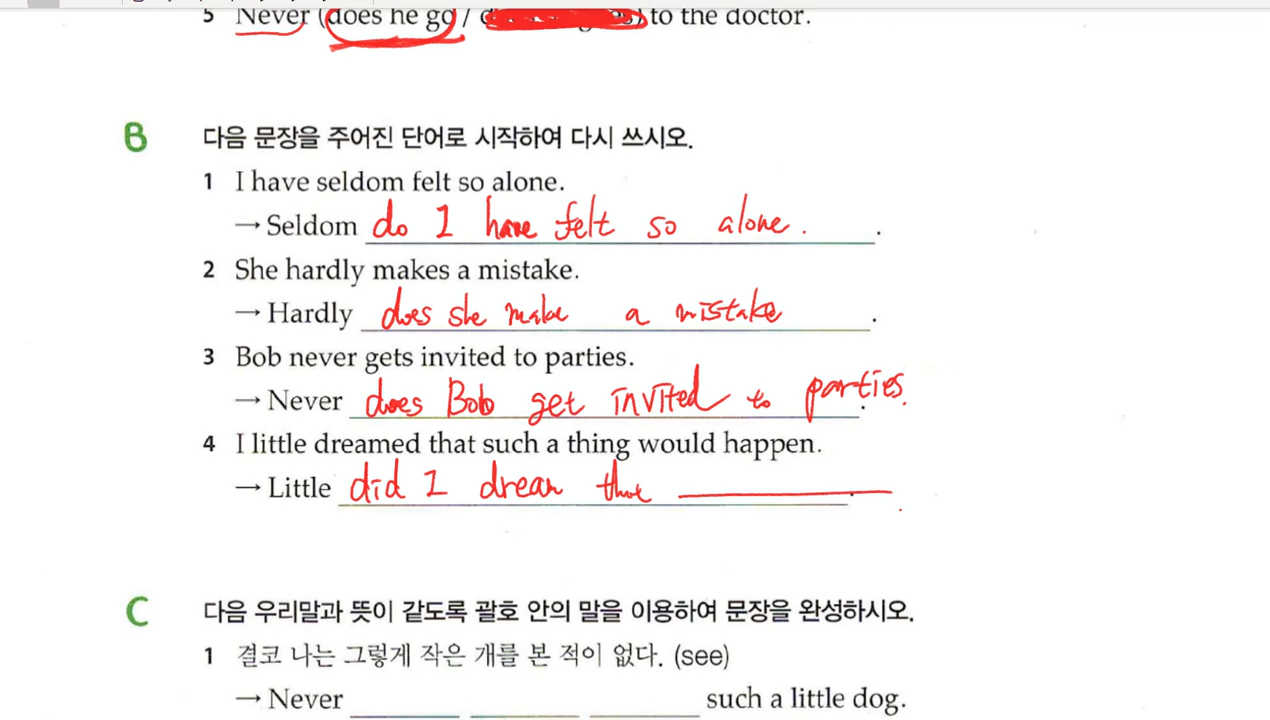 5 Never (does he go / to the doctor.
B 다음 문장을 주어진 단어로 시작하여 다시 쓰시오.
1 I have seldom felt so alone.
→ Seldom do I have felt so alone. .
2 She hardly makes a mistake.
→ Hardly does she make a mistake .
3 Bob never gets invited to parties.
→ Never does Bob get invited to parties. .
4 I little dreamed that such a thing would happen.
→ Little did I dream that .
C 다음 우리말과 뜻이 같도록 괄호 안의 말을 이용하여 문장을 완성하시오.
1 결코 나는 그렇게 작은 개를 본 적이 없다. (see)
→ Never such a little dog.